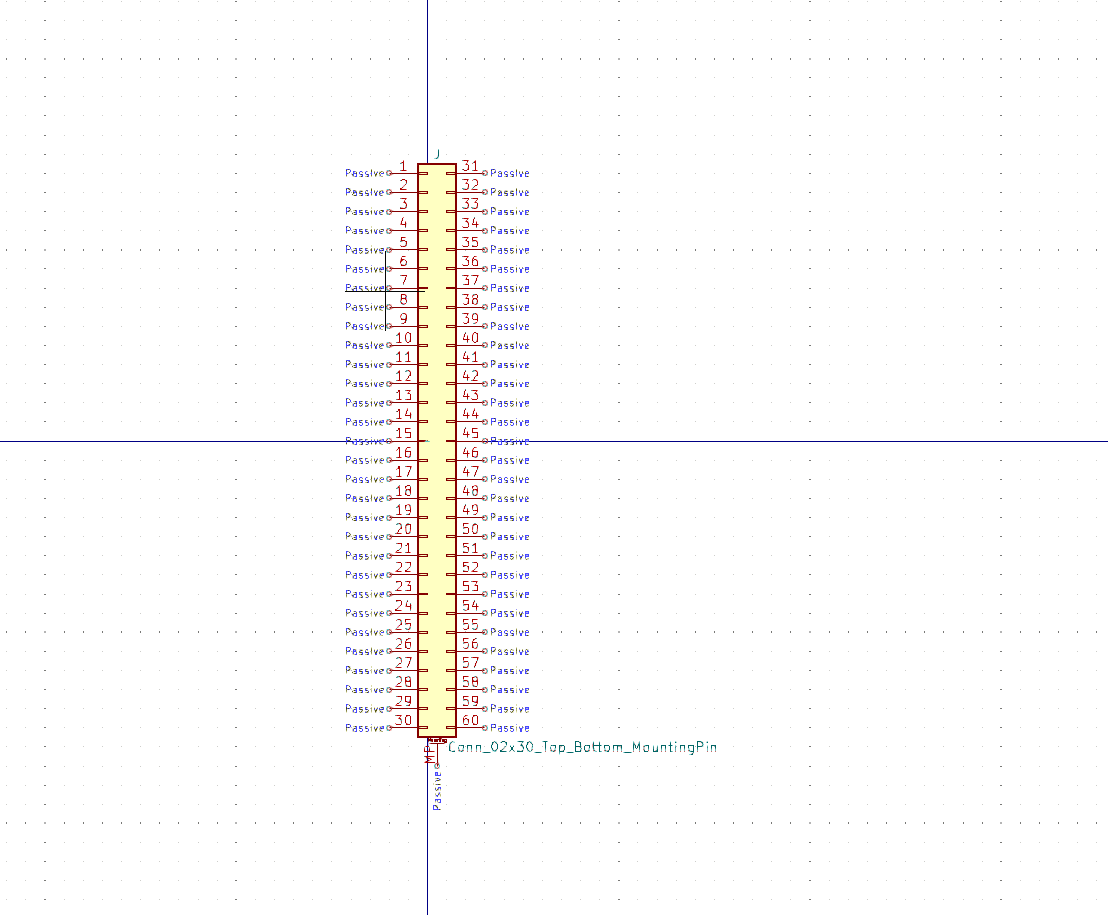 J
Passive 1 31 Passive
Passive 2 32 Passive
Passive 3 33 Passive
Passive 4 34 Passive
Passive 5 35 Passive
Passive 6 36 Passive
Passive 7 37 Passive
Passive 8 38 Passive
Passive 9 39 Passive
Passive 10 40 Passive
Passive 11 41 Passive
Passive 12 42 Passive
Passive 13 43 Passive
Passive 14 44 Passive
Passive 15 45 Passive
Passive 16 46 Passive
Passive 17 47 Passive
Passive 18 48 Passive
Passive 19 49 Passive
Passive 20 50 Passive
Passive 21 51 Passive
Passive 22 52 Passive
Passive 23 53 Passive
Passive 24 54 Passive
Passive 25 55 Passive
Passive 26 56 Passive
Passive 27 57 Passive
Passive 28 58 Passive
Passive 29 59 Passive
Passive 30 60 Passive
MP Conn_02x30_Top_Bottom_MountingPin
Passive